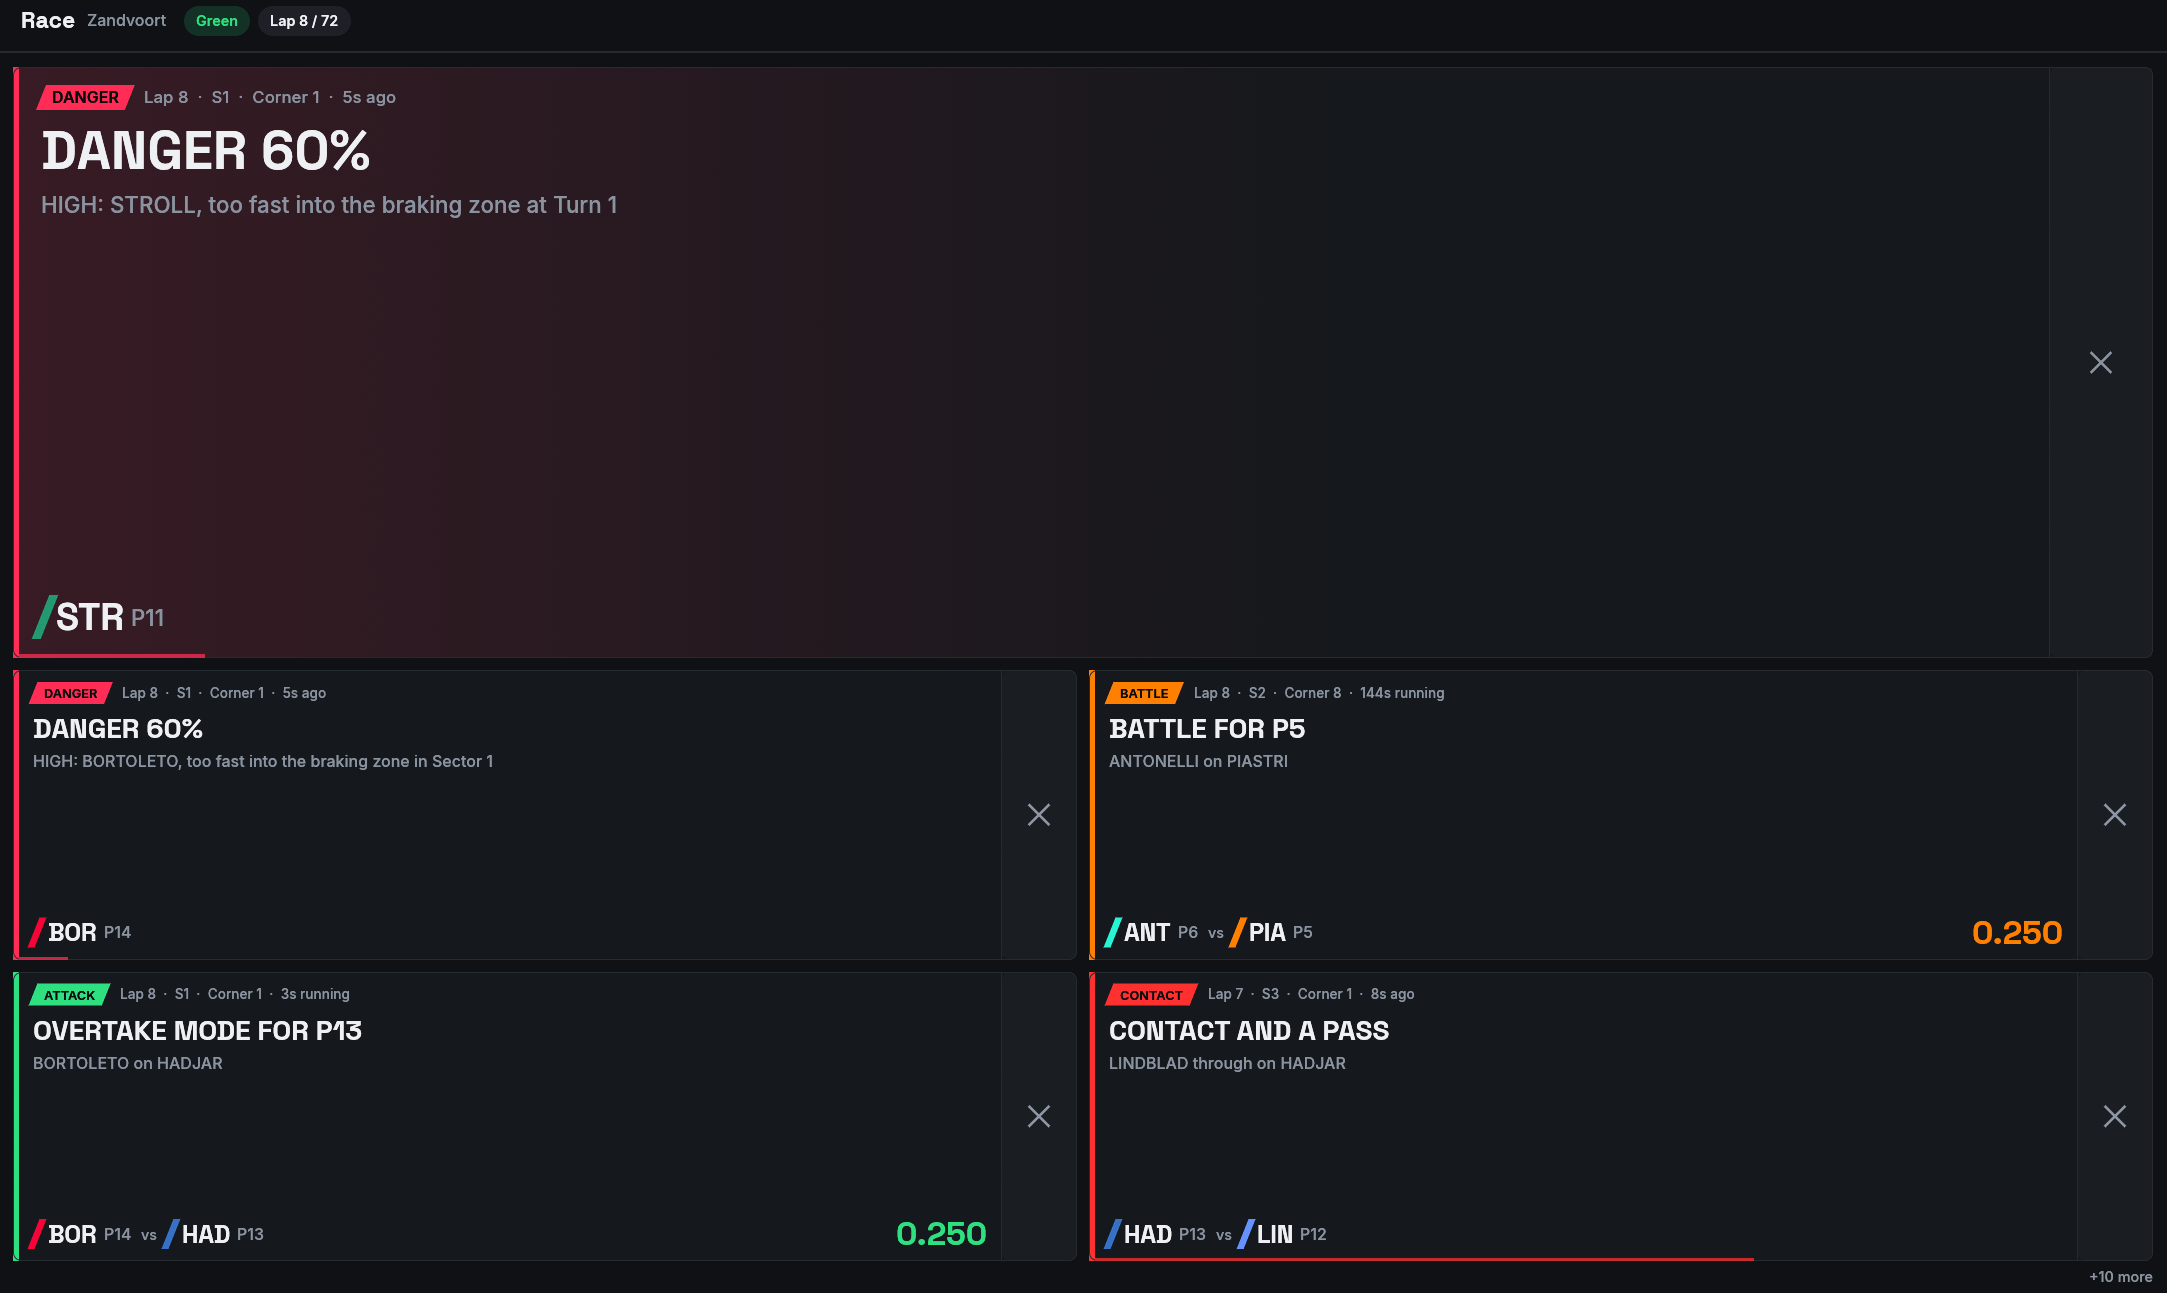 Race Zandvoort Green Lap 8 / 72
DANGER Lap 8 · S1 · Corner 1 · 5s ago
DANGER 60%
HIGH: STROLL, too fast into the braking zone at Turn 1
STR P11
DANGER Lap 8 · S1 · Corner 1 · 5s ago
DANGER 60%
HIGH: BORTOLETO, too fast into the braking zone in Sector 1
BOR P14
BATTLE Lap 8 · S2 · Corner 8 · 144s running
BATTLE FOR P5
ANTONELLI on PIASTRI
ANT P6 vs PIA P5 0.250
ATTACK Lap 8 · S1 · Corner 1 · 3s running
OVERTAKE MODE FOR P13
BORTOLETO on HADJAR
BOR P14 vs HAD P13 0.250
CONTACT Lap 7 · S3 · Corner 1 · 8s ago
CONTACT AND A PASS
LINDBLAD through on HADJAR
HAD P13 vs LIN P12
+10 more